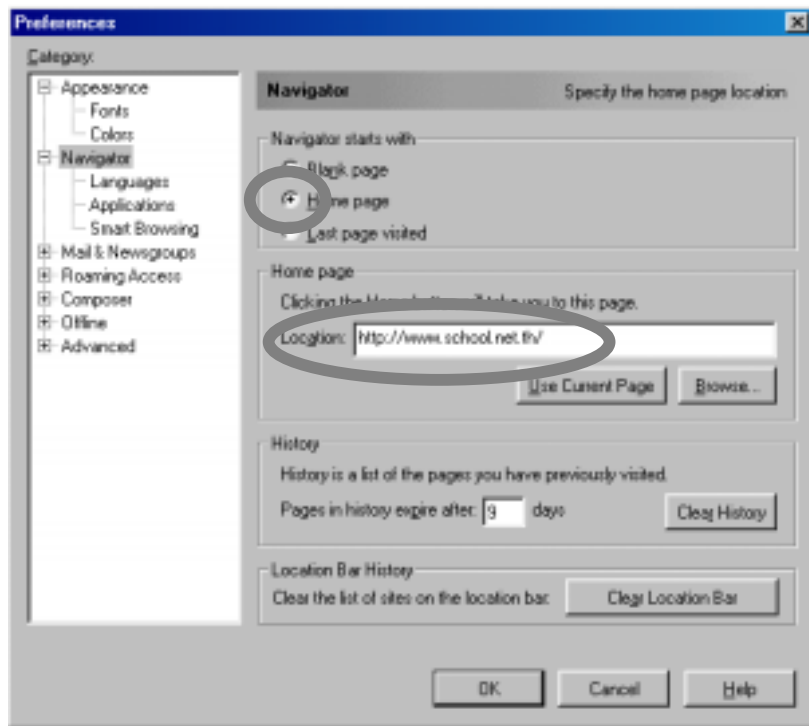 Preferences
Category:
Appearance
Fonts
Colors
Navigator
Languages
Applications
Smart Browsing
Mail & Newsgroups
Roaming Access
Composer
Offline
Advanced
Navigator Specify the home page location
Navigator starts with
Blank page
Home page
Last page visited
Home page
Clicking the Home button will take you to this page.
Location: http://www.school.net.th/
Use Current Page Browse...
History
History is a list of the pages you have previously visited.
Pages in history expire after: 9 days Clear History
Location Bar History
Clear the list of sites on the location bar: Clear Location Bar
OK Cancel Help